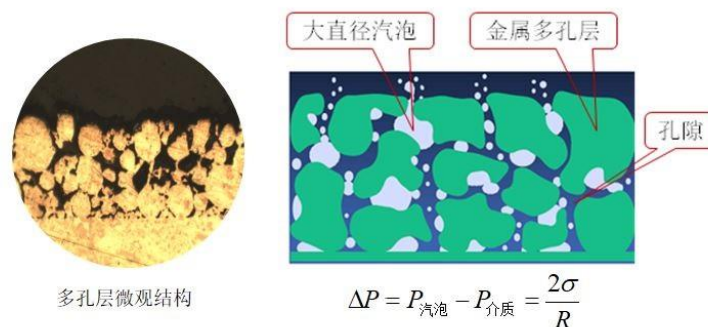 大直径汽泡
金属多孔层
孔隙
多孔层微观结构
ΔP = P汽泡 − P介质 = 2σ/R